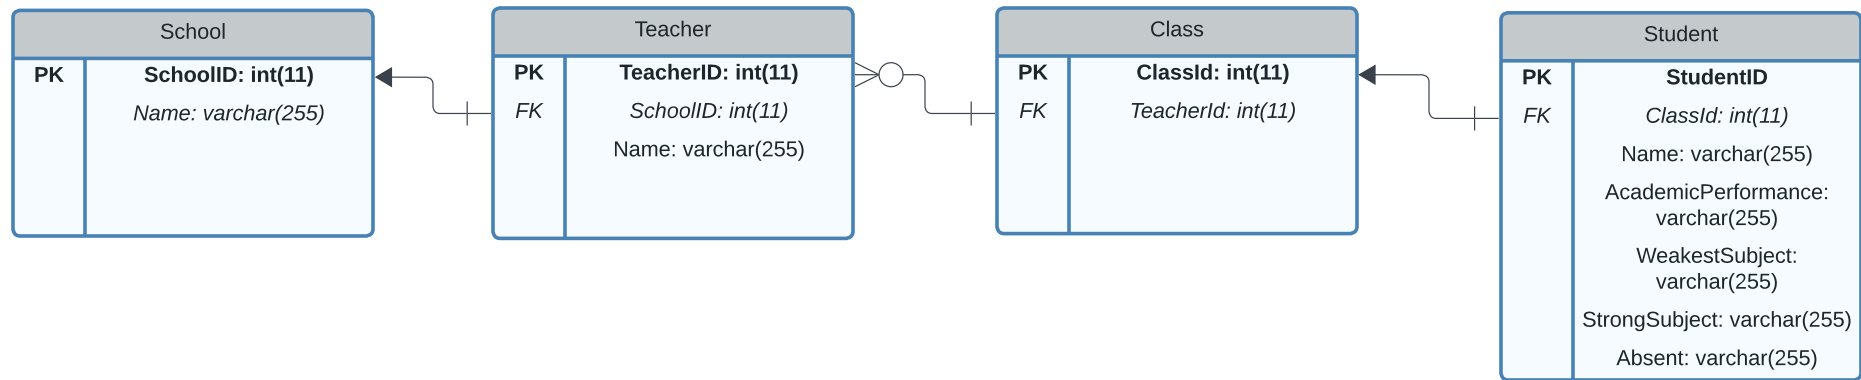 School
PK SchoolID: int(11)
Name: varchar(255)
Teacher
PK TeacherID: int(11)
FK SchoolID: int(11)
Name: varchar(255)
Class
PK ClassId: int(11)
FK TeacherId: int(11)
Student
PK StudentID
FK ClassId: int(11)
Name: varchar(255)
AcademicPerformance:
varchar(255)
WeakestSubject:
varchar(255)
StrongSubject: varchar(255)
Absent: varchar(255)